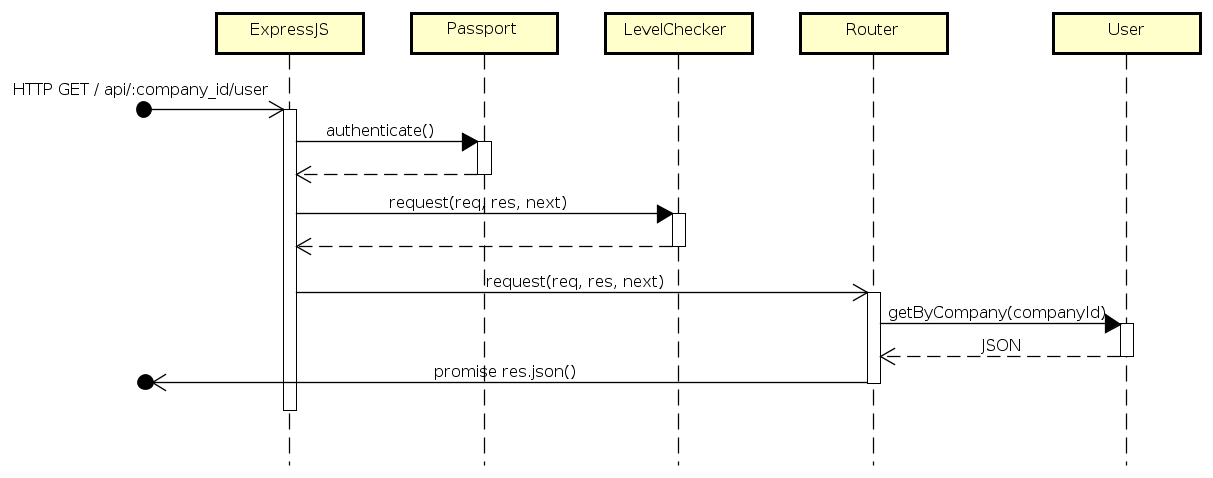 ExpressJS
Passport
LevelChecker
Router
User
HTTP GET / api/:company_id/user
authenticate()
request(req, res, next)
request(req, res, next)
getByCompany(companyId)
JSON
promise res.json()